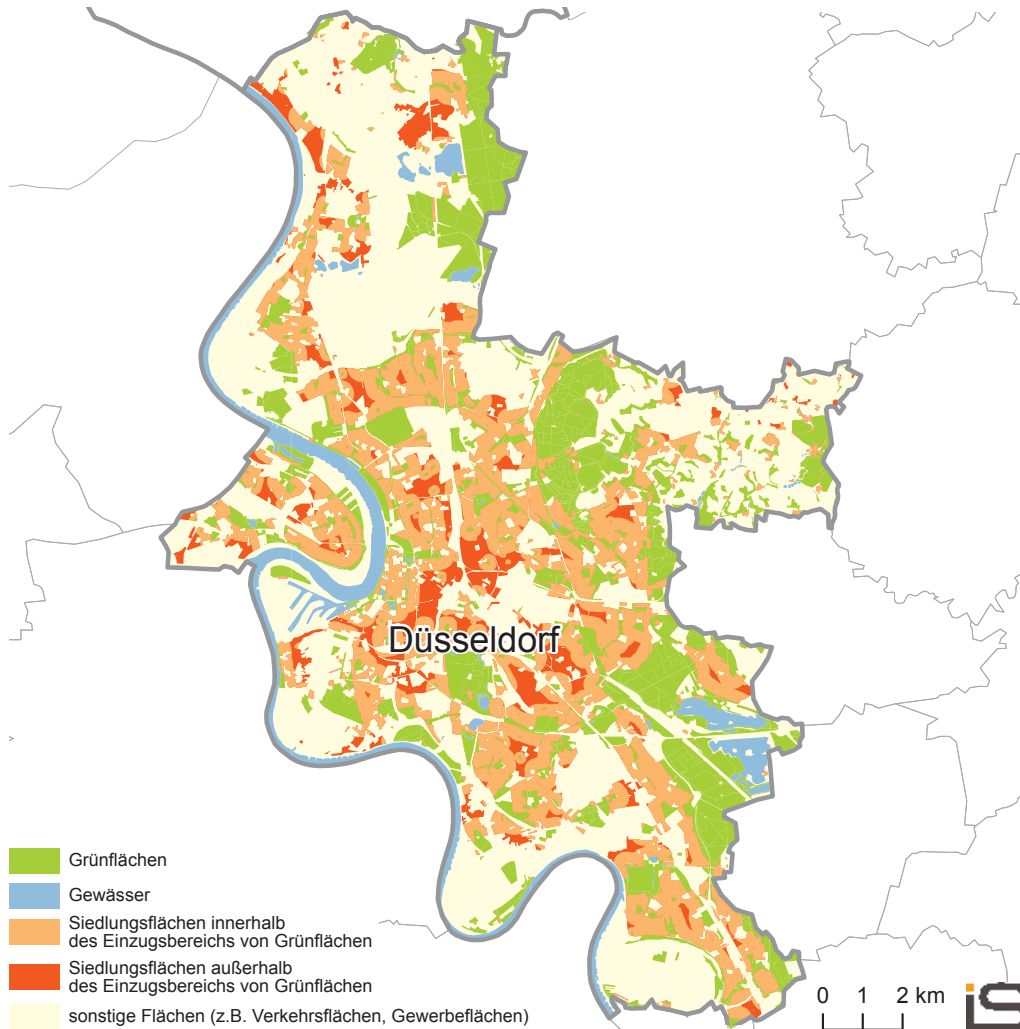 Düsseldorf
Grünflächen
Gewässer
Siedlungsflächen innerhalb
des Einzugsbereichs von Grünflächen
Siedlungsflächen außerhalb
des Einzugsbereichs von Grünflächen
sonstige Flächen (z.B. Verkehrsflächen, Gewerbeflächen)
0 1 2 km